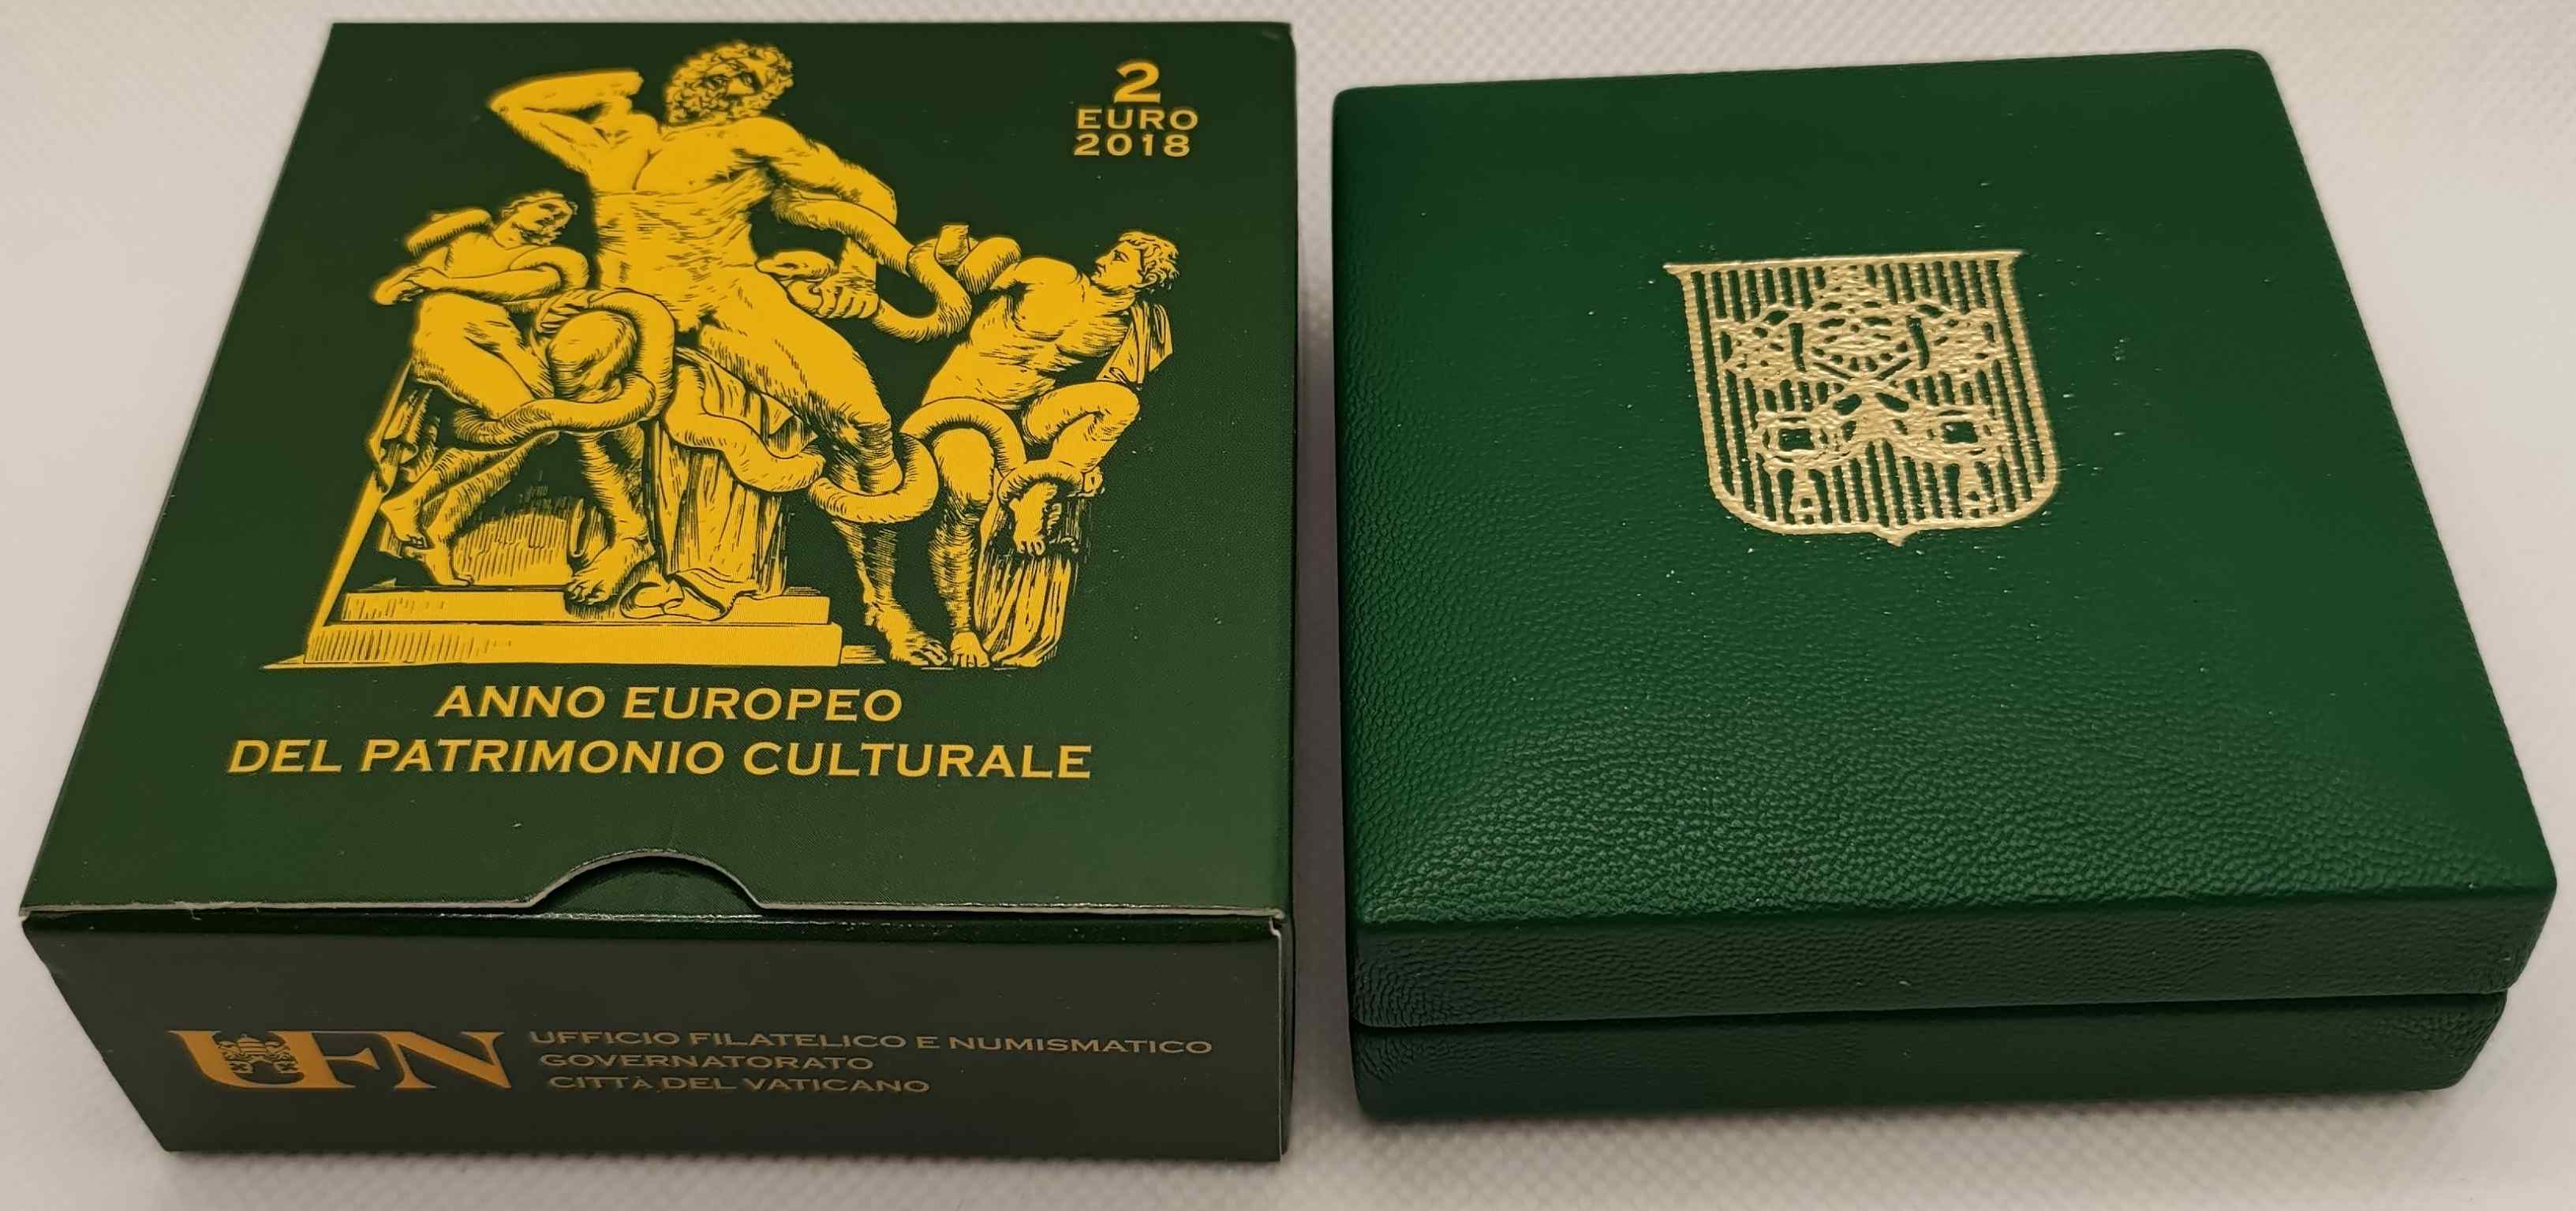 2
EURO
2018
ANNO EUROPEO
DEL PATRIMONIO CULTURALE
UFN
UFFICIO FILATELICO E NUMISMATICO
GOVERNATORATO
CITTÀ DEL VATICANO